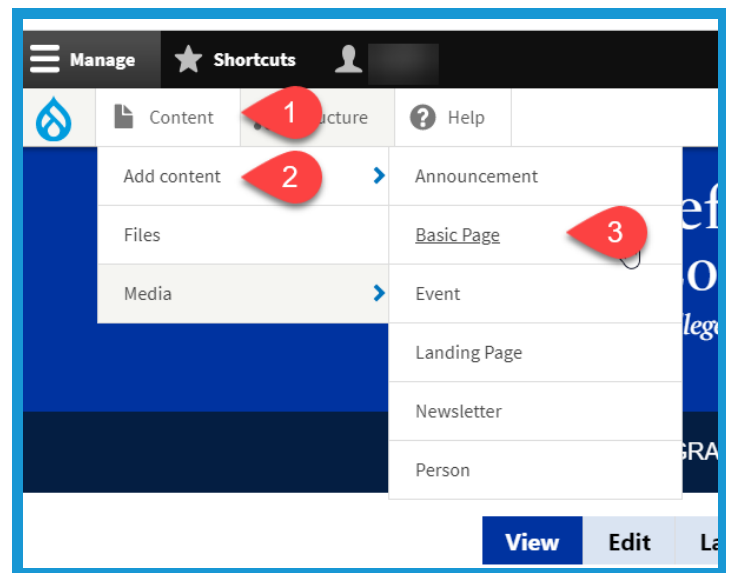 Manage Shortcuts
Content 1 ucture Help
Add content 2 Announcement
Files Basic Page 3
Media Event
Landing Page
Newsletter
Person
View Edit